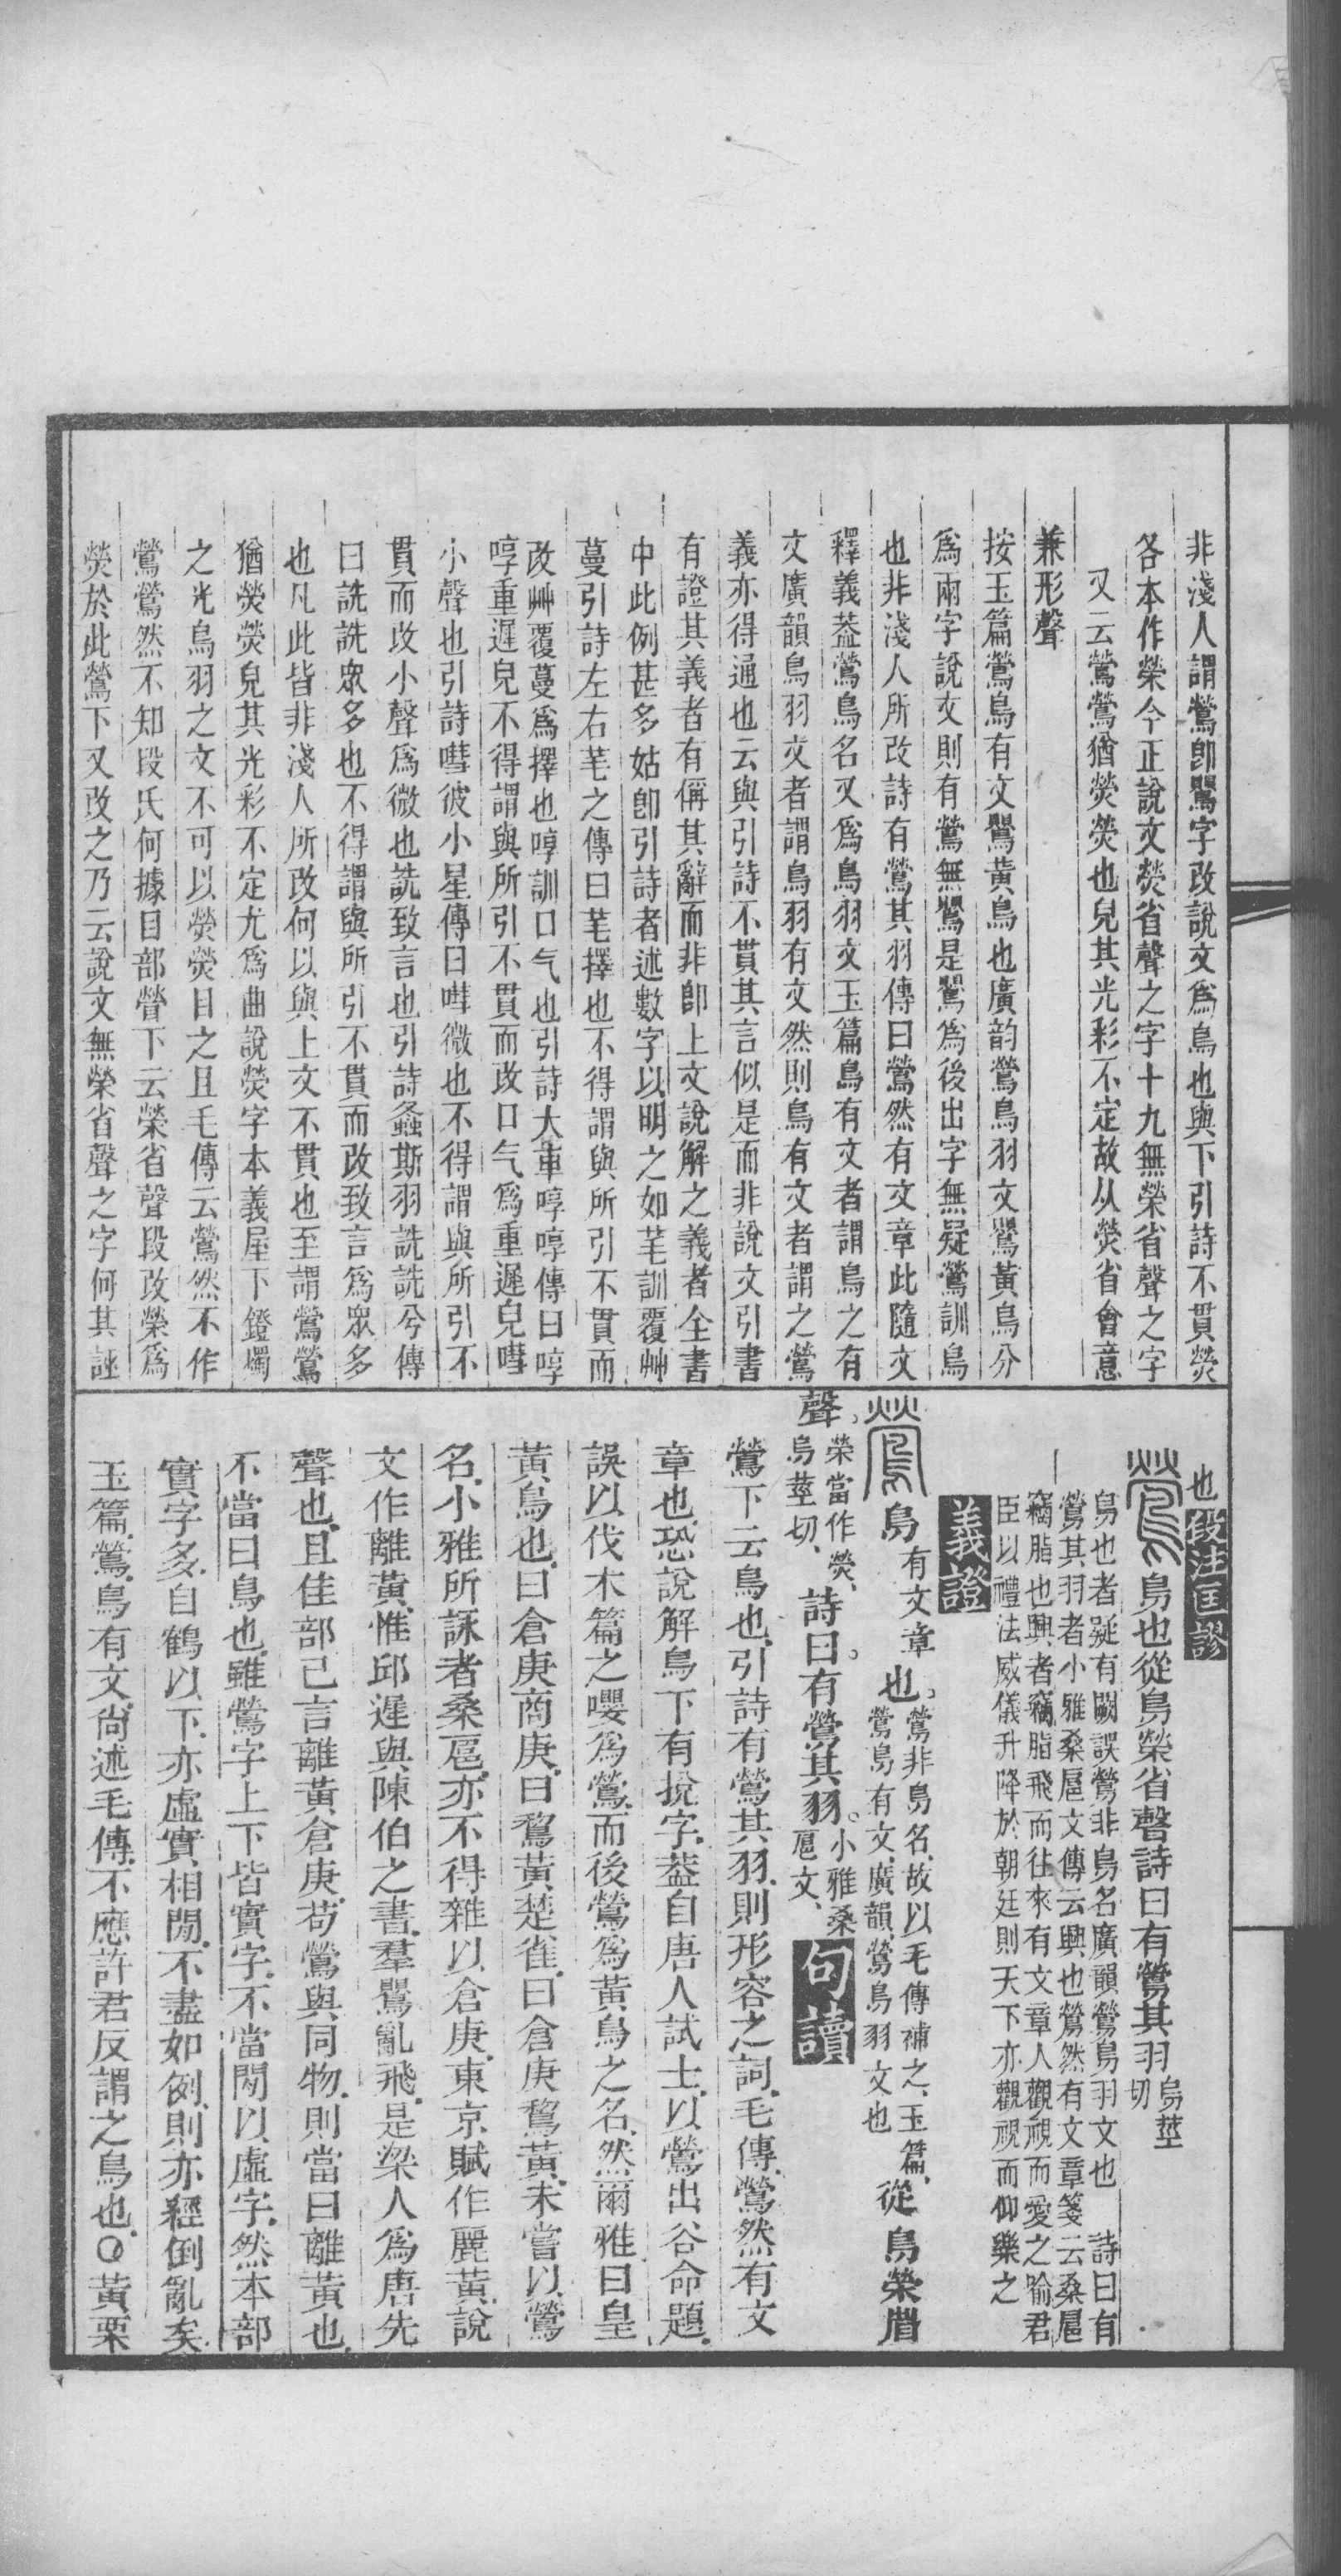 非淺人謂鶯卽鸎字改說文爲鳥也與下引詩不貫熒
各本作榮今正說文熒省聲之字十九無榮省聲之字
又云鶯鶯猶熒熒也皃其光彩不定故从熒省會意
兼形聲
按玉篇鶯鳥有文鸎黃鳥也廣韵鶯鳥羽文鸎黃鳥分
爲兩字說文則有鶯無鸎是鸎爲後出字無疑鶯訓鳥
也非淺人所改詩有鶯其羽傳曰鶯然有文章此隨文
釋義葢鶯鳥名又爲鳥羽文玉篇鳥有文者謂鳥之有
文廣韻鳥羽文者謂鳥羽有文然則鳥有文者謂之鶯
義亦得通也云與引詩不貫其言似是而非說文引書
有證其義者有偁其辭而非卽上文說解之義者全書
中此例甚多姑卽引詩者述數字以明之如芼訓覆艸
蔓引詩左右芼之傳曰芼擇也不得謂與所引不貫而
改艸覆蔓爲擇也啍訓口气也引詩大車啍啍傳曰啍
啍重遲皃不得謂與所引不貫而改口气爲重遲皃嘒
小聲也引詩嘒彼小星傳曰嘒微也不得謂與所引不
貫而改小聲爲微也詵致言也引詩螽斯羽詵詵兮傳
曰詵詵眾多也不得謂與所引不貫而改致言爲眾多
也凡此皆非淺人所改何以與上文不貫也至謂鶯鶯
猶熒熒皃其光彩不定尤爲曲說熒字本義屋下鐙燭
之光鳥羽之文不可以熒熒目之且毛傳云鶯然不作
鶯鶯然不知段氏何據目部瞥下云榮省聲段改榮爲
熒於此鶯下又改之乃云說文無榮省聲之字何其誣
也段注匡謬
鶯鳥也從鳥榮省聲詩曰有鶯其羽烏莖切
鳥也者疑有闕誤鶯非鳥名廣韻鶯鳥羽文也 詩曰有
鶯其羽者小雅桑扈文傳云興也鶯然有文章箋云桑扈
竊脂也興者竊脂飛而往來有文章人觀視而愛之喻君
臣以禮法威儀升降於朝廷則天下亦觀視而仰樂之
義證
鶯鳥有文章也。鶯非鳥名、故以毛傳補之、玉篇、鶯鳥有文、廣韻、鶯鳥羽文也從鳥榮省
聲。榮當作熒、烏莖切、詩曰。有鶯其羽。小雅桑扈文、句讀
鶯下云鳥也、引詩有鶯其羽、則形容之詞、毛傳、鶯然有文
章也、恐說解鳥下有挩字、葢自唐人試士、以鶯出谷命題、
誤以伐木篇之嚶爲鶯、而後鶯爲黃鳥之名、然爾雅曰皇
黃鳥也、曰倉庚商庚、曰鵹黃楚雀、曰倉庚鵹黃、未嘗以鶯
名、小雅所詠者桑扈、亦不得雜以倉庚、東京賦作麗黃、說
文作離黃、惟邱遲與陳伯之書、羣鸎亂飛、是梁人爲唐先
聲也、且隹部已言離黃倉庚、苟鶯與同物、則當曰離黃也、
不當曰鳥也、雖鶯字上下皆實字、不當閒以虛字、然本部
實字多、自鶴以下、亦虛實相閒、不盡如例、則亦經倒亂矣、
玉篇、鶯、鳥有文、尙述毛傳、不應許君反謂之鳥也、○黃栗